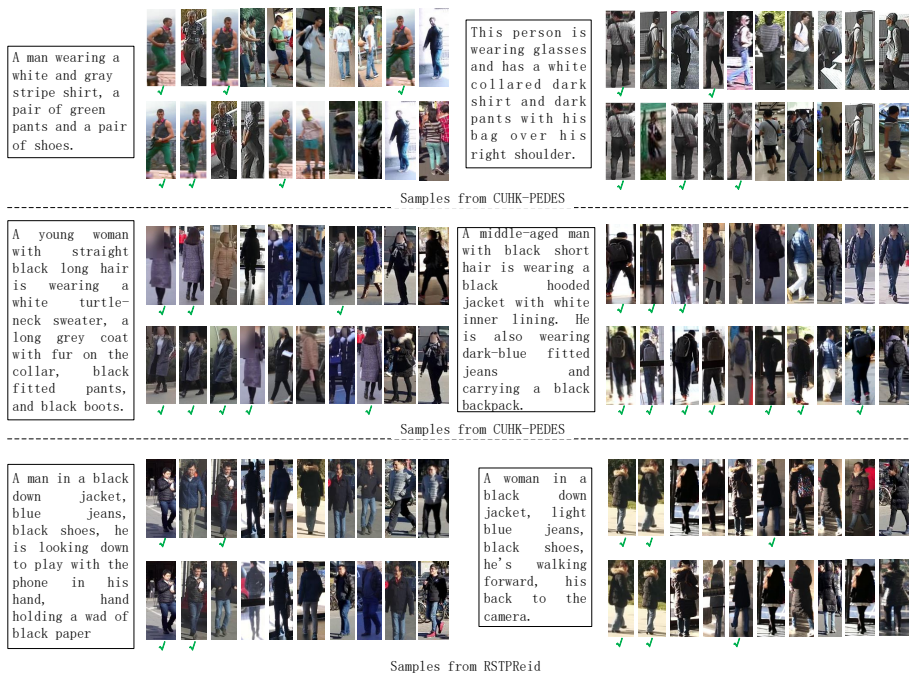 A man wearing a
white and gray
stripe shirt, a
pair of green
pants and a pair
of shoes.
This person is
wearing glasses
and has a white
collared dark
shirt and dark
pants with his
bag over his
right shoulder.
Samples from CUHK-PEDES
A young woman
with straight
black long hair
is wearing a
white turtle-
neck sweater, a
long grey coat
with fur on the
collar, black
fitted pants,
and black boots.
A middle-aged man
with black short
hair is wearing a
black hooded
jacket with white
inner lining. He
is also wearing
dark-blue fitted
jeans and
carrying a black
backpack.
Samples from CUHK-PEDES
A man in a black
down jacket,
blue jeans,
black shoes, he
is looking down
to play with the
phone in his
hand, hand
holding a wad of
black paper
A woman in a
black down
jacket, light
blue jeans,
black shoes,
he's walking
forward, his
back to the
camera.
Samples from RSTPReid